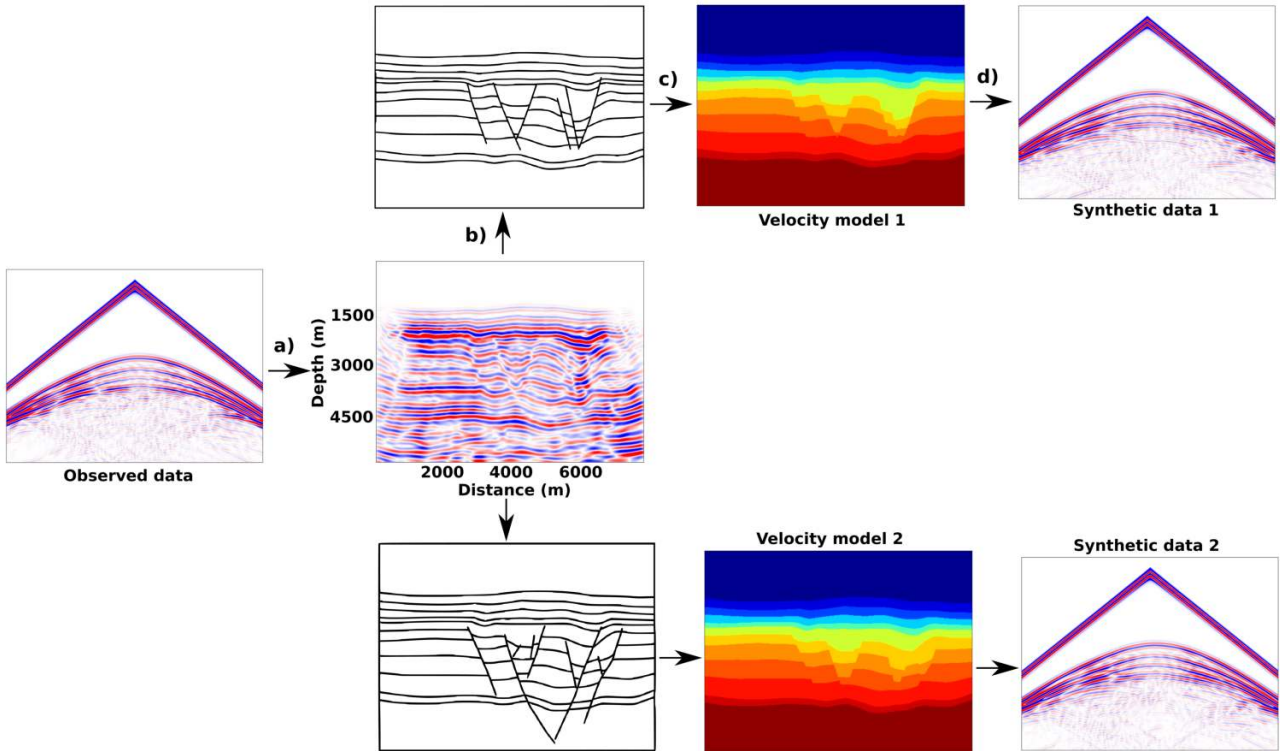 c)
d)
Velocity model 1
Synthetic data 1
b)
a)
Observed data
Depth (m)
1500
3000
4500
2000 4000 6000
Distance (m)
Velocity model 2
Synthetic data 2